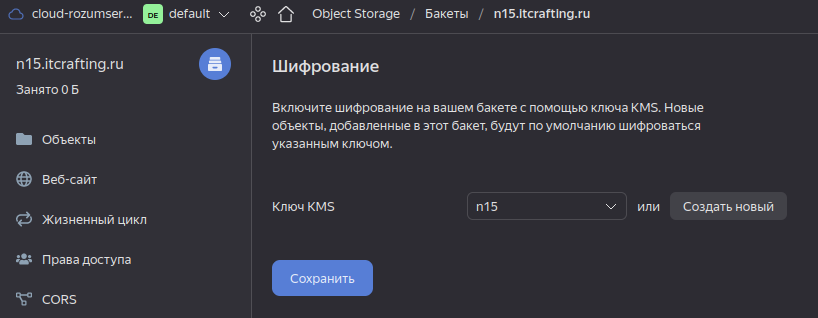 cloud-rozumser... DE default Object Storage / Бакеты / n15.itcrafting.ru
n15.itcrafting.ru
Занято 0 Б
Объекты
Веб-сайт
Жизненный цикл
Права доступа
CORS
Шифрование
Включите шифрование на вашем бакете с помощью ключа KMS. Новые
объекты, добавленные в этот бакет, будут по умолчанию шифроваться
указанным ключом.
Ключ KMS n15 или Создать новый
Сохранить